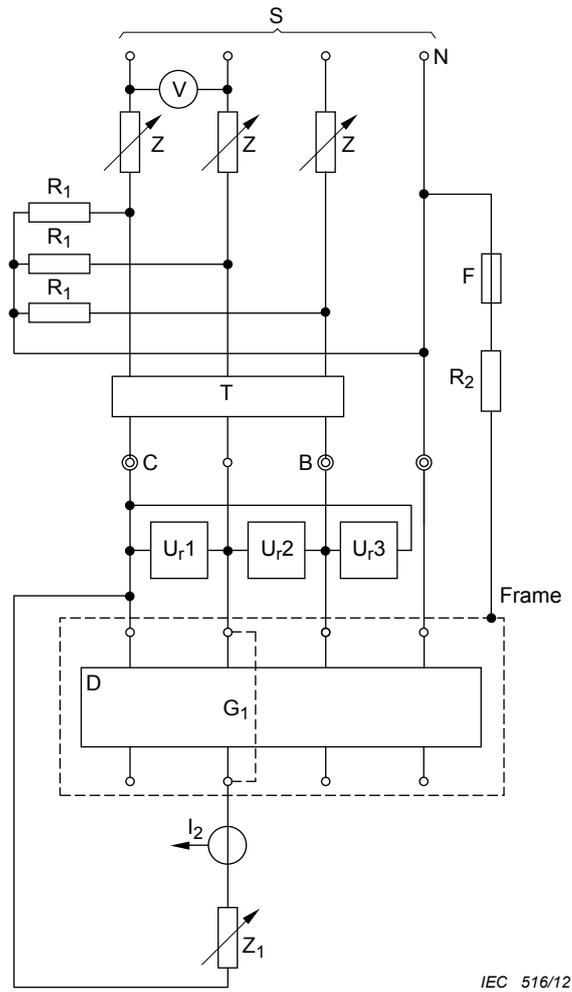 S
N
V
Z Z Z
R1
R1
R1
F
R2
T
C B
Ur1 Ur2 Ur3
Frame
D
G1
I2
Z1
IEC 516/12